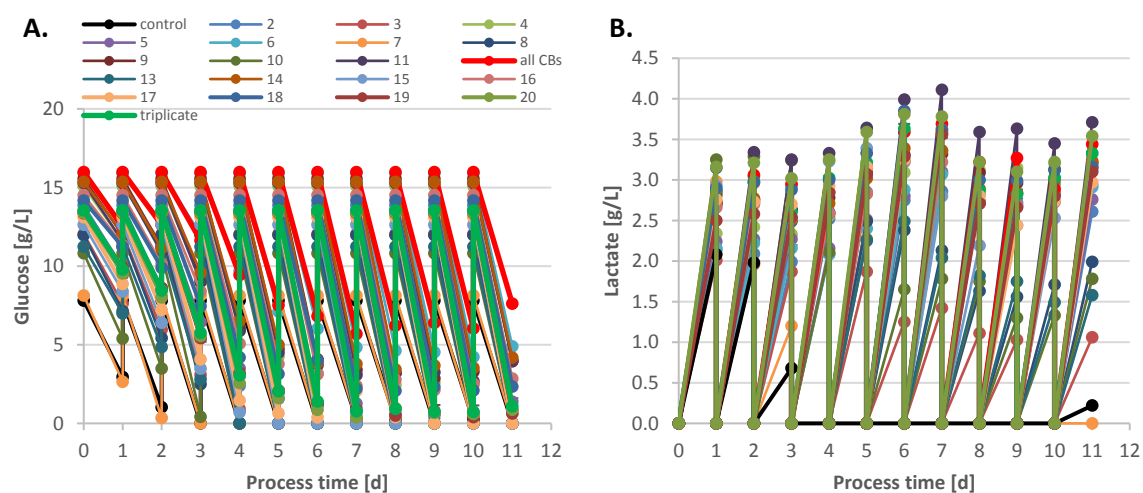 A.
control 2 3 4
5 6 7 8
9 10 11 all CBs
13 14 15 16
17 18 19 20
triplicate
Glucose [g/L]
20
15
10
5
0
0 1 2 3 4 5 6 7 8 9 10 11 12
Process time [d]
B.
Lactate [g/L]
4.5
4.0
3.5
3.0
2.5
2.0
1.5
1.0
0.5
0.0
0 1 2 3 4 5 6 7 8 9 10 11 12
Process time [d]